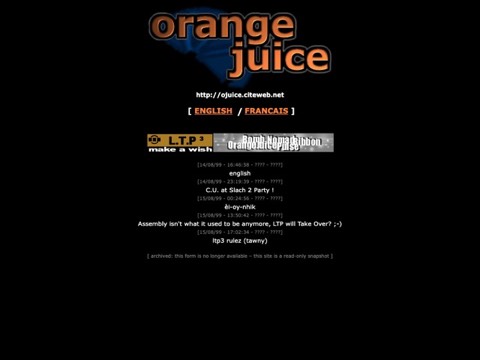 orange
juice
http://ojuice.citeweb.net
[ ENGLISH / FRANCAIS ]
L.T.P 3
make a wish
[14/08/99 - 16:46:38 - ???? - ????]
english
[14/08/99 - 23:19:39 - ???? - ????]
C.U. at Slach 2 Party !
[15/08/99 - 00:24:56 - ???? - ????]
êi-oy-nhik
[15/08/99 - 13:50:42 - ???? - ????]
Assembly isn't what it used to be anymore, LTP will Take Over? ;-)
[15/08/99 - 17:02:34 - ???? - ????]
ltp3 rulez (tawny)
[ archived: this form is no longer available - this site is a read-only snapshot ]